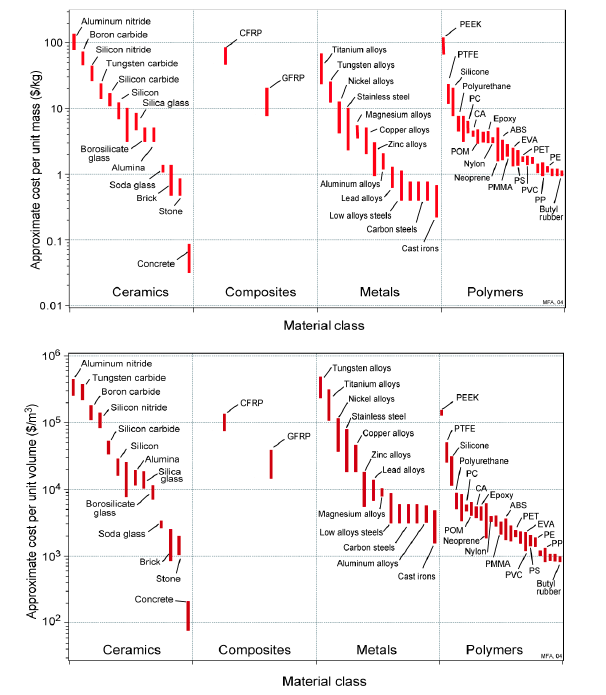 Approximate cost per unit mass ($/kg)
100
10
1
0.1
0.01
Aluminum nitride
Boron carbide
Silicon nitride
Tungsten carbide
Silicon carbide
Silicon
Silica glass
Borosilicate
glass
Alumina
Soda glass
Brick
Stone
Concrete
CFRP
GFRP
Titanium alloys
Tungsten alloys
Nickel alloys
Stainless steel
Magnesium alloys
Copper alloys
Zinc alloys
Aluminum alloys
Lead alloys
Low alloys steels
Carbon steels
Cast irons
PEEK
PTFE
Silicone
Polyurethane
PC
CA
Epoxy
ABS
EVA
PET
PE
POM
Nylon
Neoprene
PMMA
PS
PVC
PP
Butyl
rubber
MFA, 04
Ceramics
Composites
Metals
Polymers
Material class
Approximate cost per unit volume ($/m³)
10⁶
10⁵
10⁴
10³
10²
Aluminum nitride
Tungsten carbide
Boron carbide
Silicon nitride
Silicon carbide
Silicon
Alumina
Silica
glass
Borosilicate
glass
Soda glass
Brick
Stone
Concrete
CFRP
GFRP
Tungsten alloys
Titanium alloys
Nickel alloys
Stainless steel
Copper alloys
Zinc alloys
Lead alloys
Magnesium alloys
Low alloys steels
Carbon steels
Aluminum alloys
Cast irons
PEEK
PTFE
Silicone
Polyurethane
PC
CA
Epoxy
ABS
PET
EVA
PE
PP
POM
Neoprene
Nylon
PMMA
PVC
PS
Butyl
rubber
MFA, 04
Ceramics
Composites
Metals
Polymers
Material class